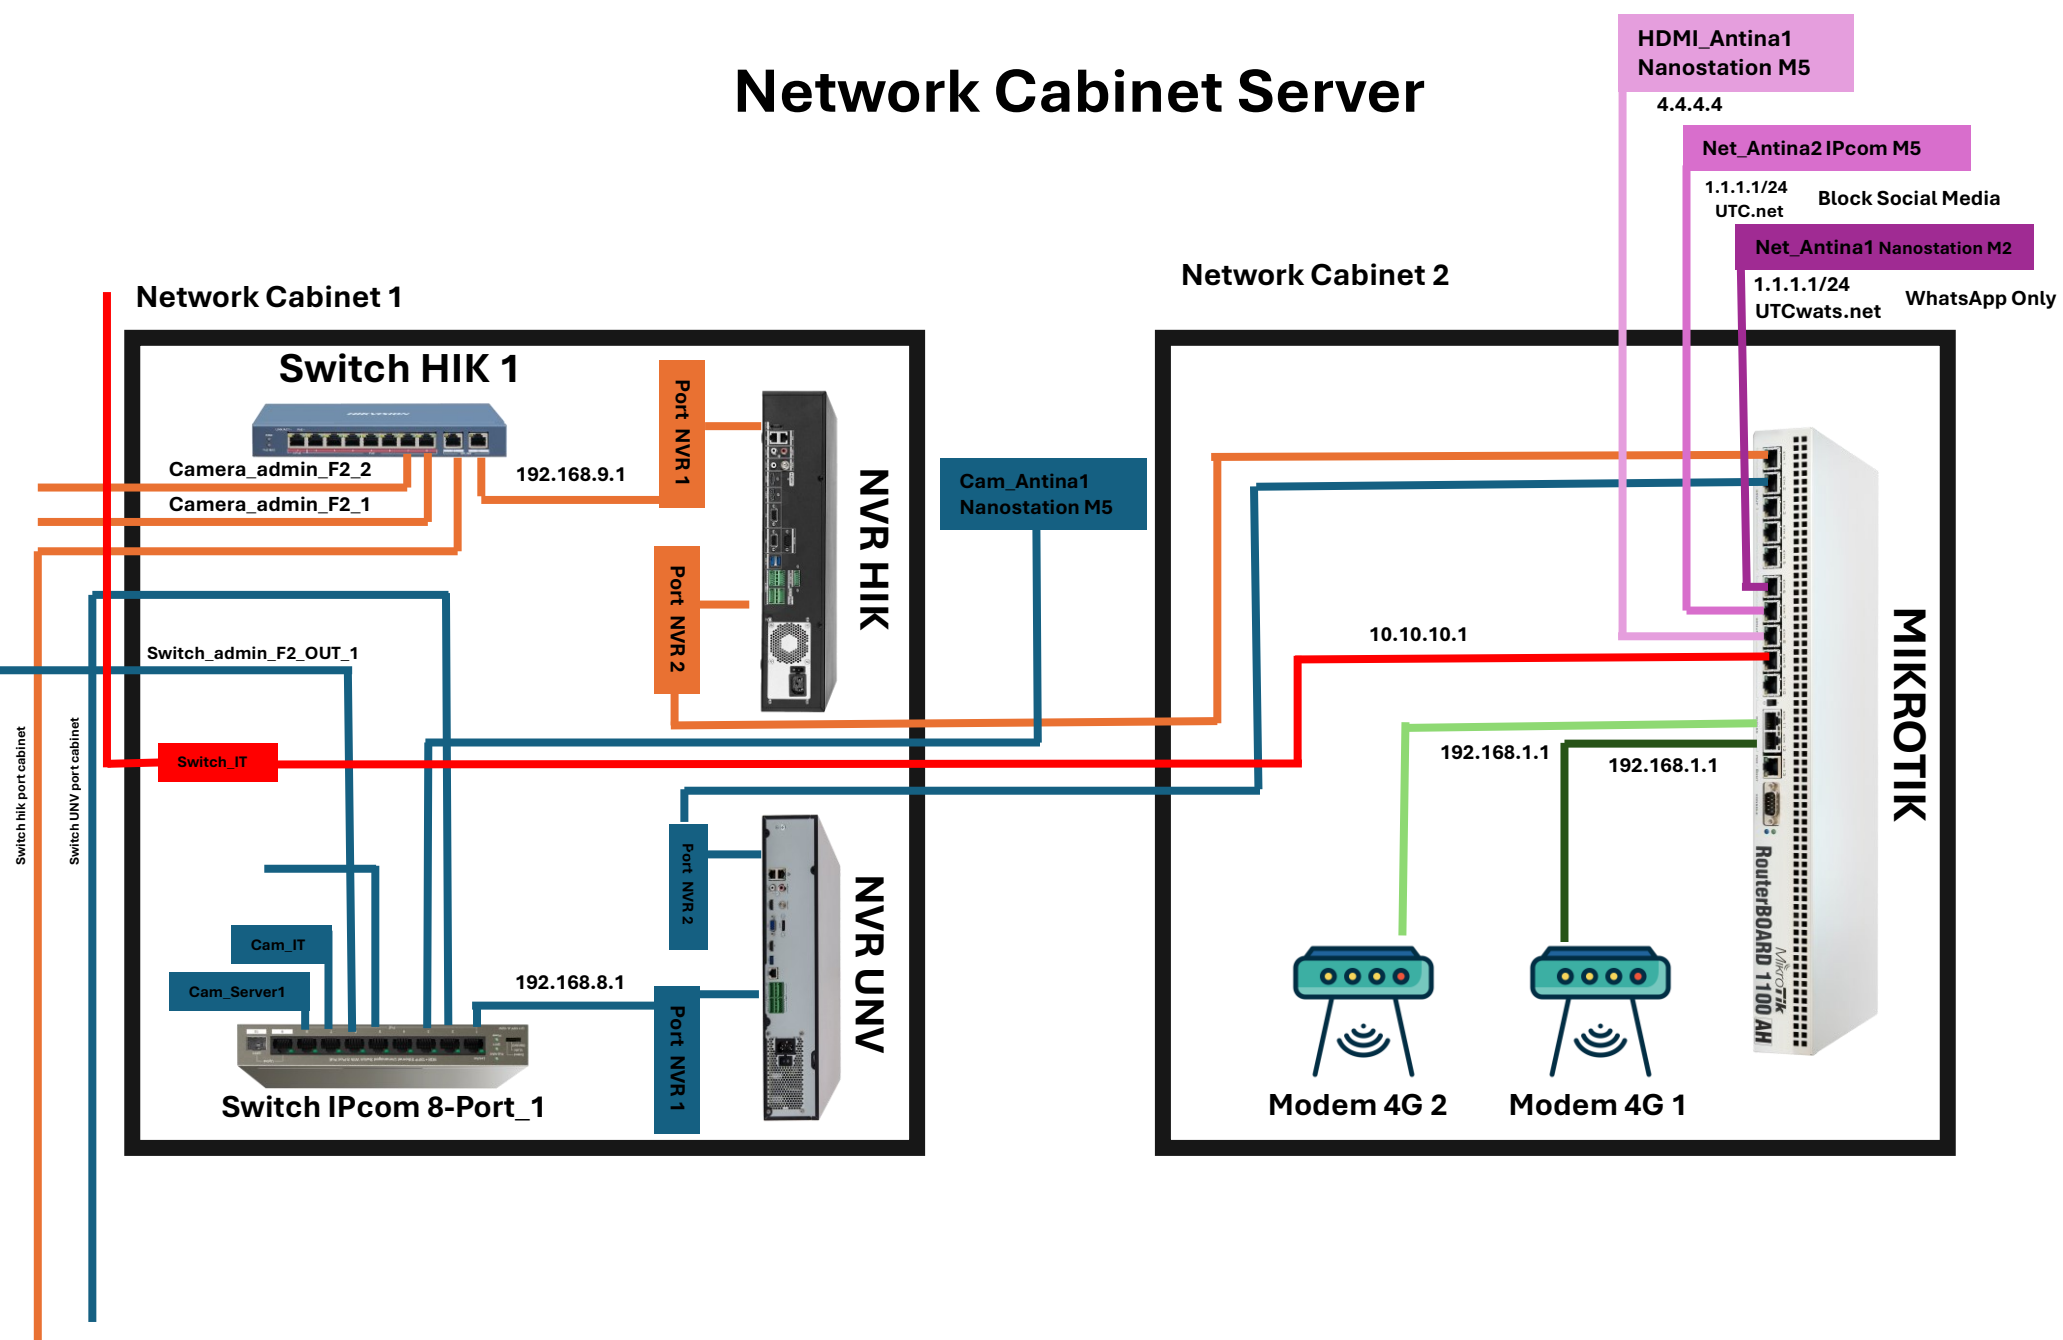 Network Cabinet Server
HDMI_Antina1
Nanostation M5
4.4.4.4
Net_Antina2 IPcom M5
1.1.1.1/24
UTC.net
Block Social Media
Net_Antina1 Nanostation M2
1.1.1.1/24
UTCwats.net
WhatsApp Only
Network Cabinet 1
Network Cabinet 2
Switch HIK 1
HIKVISION
Camera_admin_F2_2
Camera_admin_F2_1
192.168.9.1
Port NVR 1
Port NVR 2
NVR HIK
Cam_Antina1
Nanostation M5
Switch_admin_F2_OUT_1
Switch hik port cabinet
Switch UNV port cabinet
Switch_IT
10.10.10.1
192.168.1.1
192.168.1.1
MIKROTIK
RouterBOARD 1100 AH
MikroTik
Port NVR 2
Cam_IT
Cam_Server1
192.168.8.1
Port NVR 1
NVR UNV
Switch IPcom 8-Port_1
Modem 4G 2
Modem 4G 1